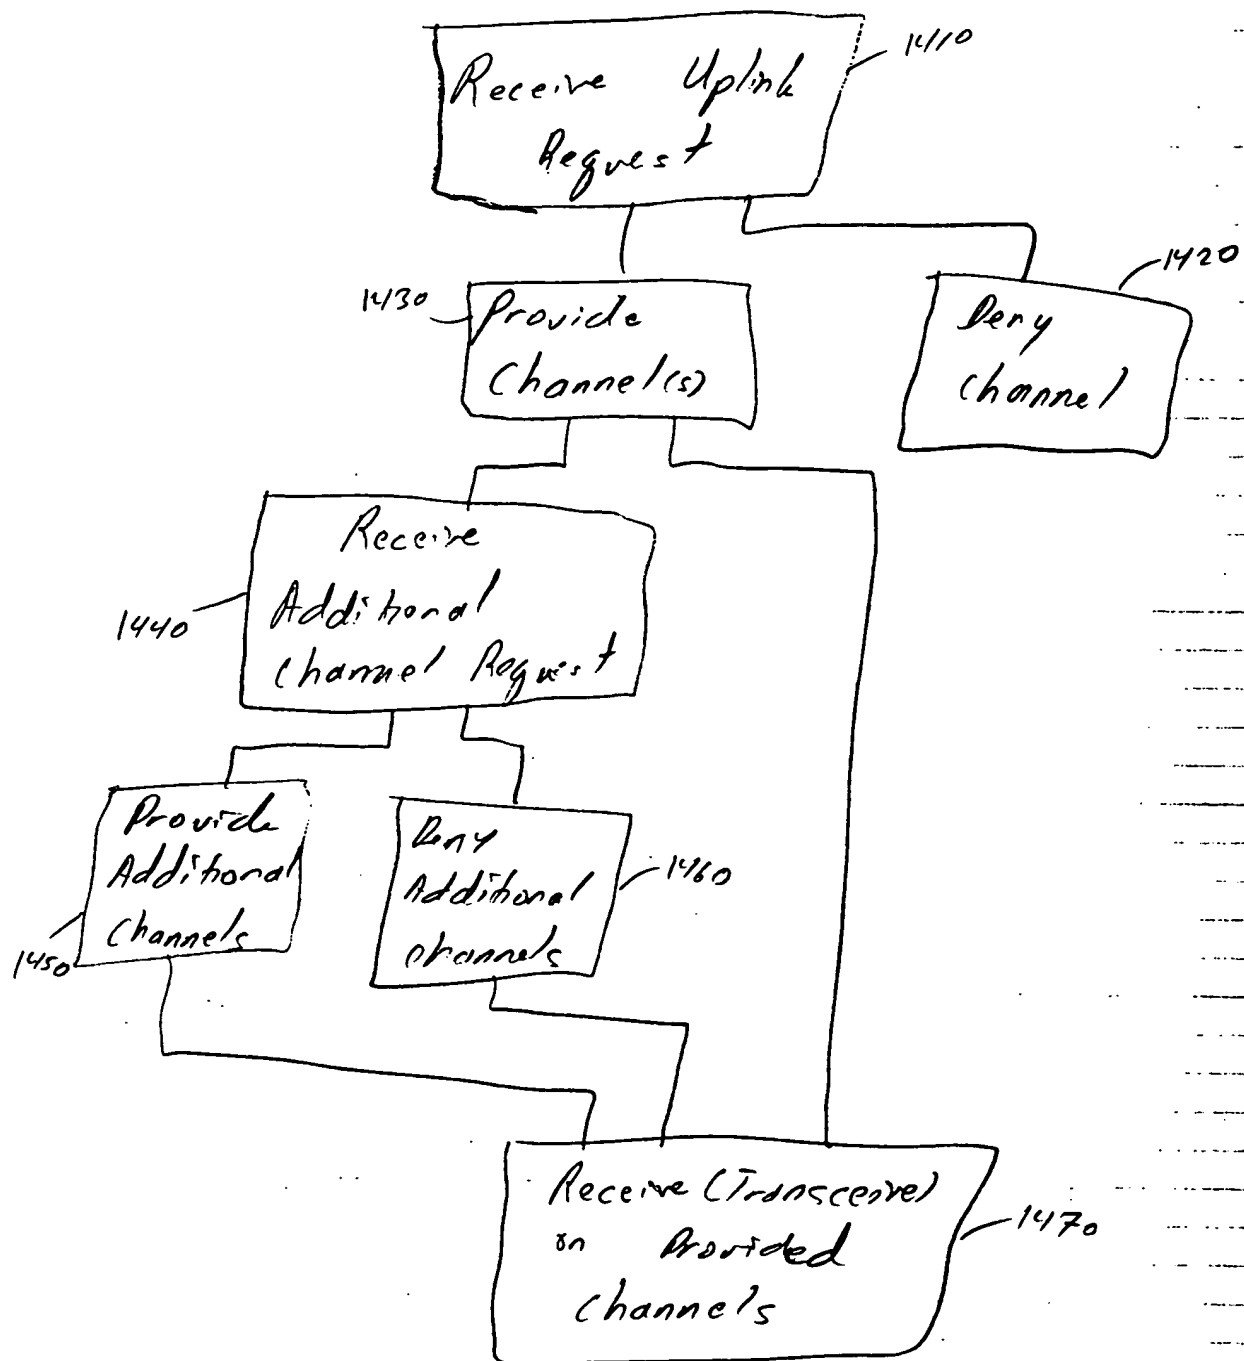 1410
Receive Uplink
Request
1420
1430
Provide
Channel(s)
Deny
Channel
Receive
Additional
Channel Request
1440
Provide
Additional
Channels
1450
Deny
Additional
Channels
1460
Receive (Transceive)
on Provided
Channels
1470